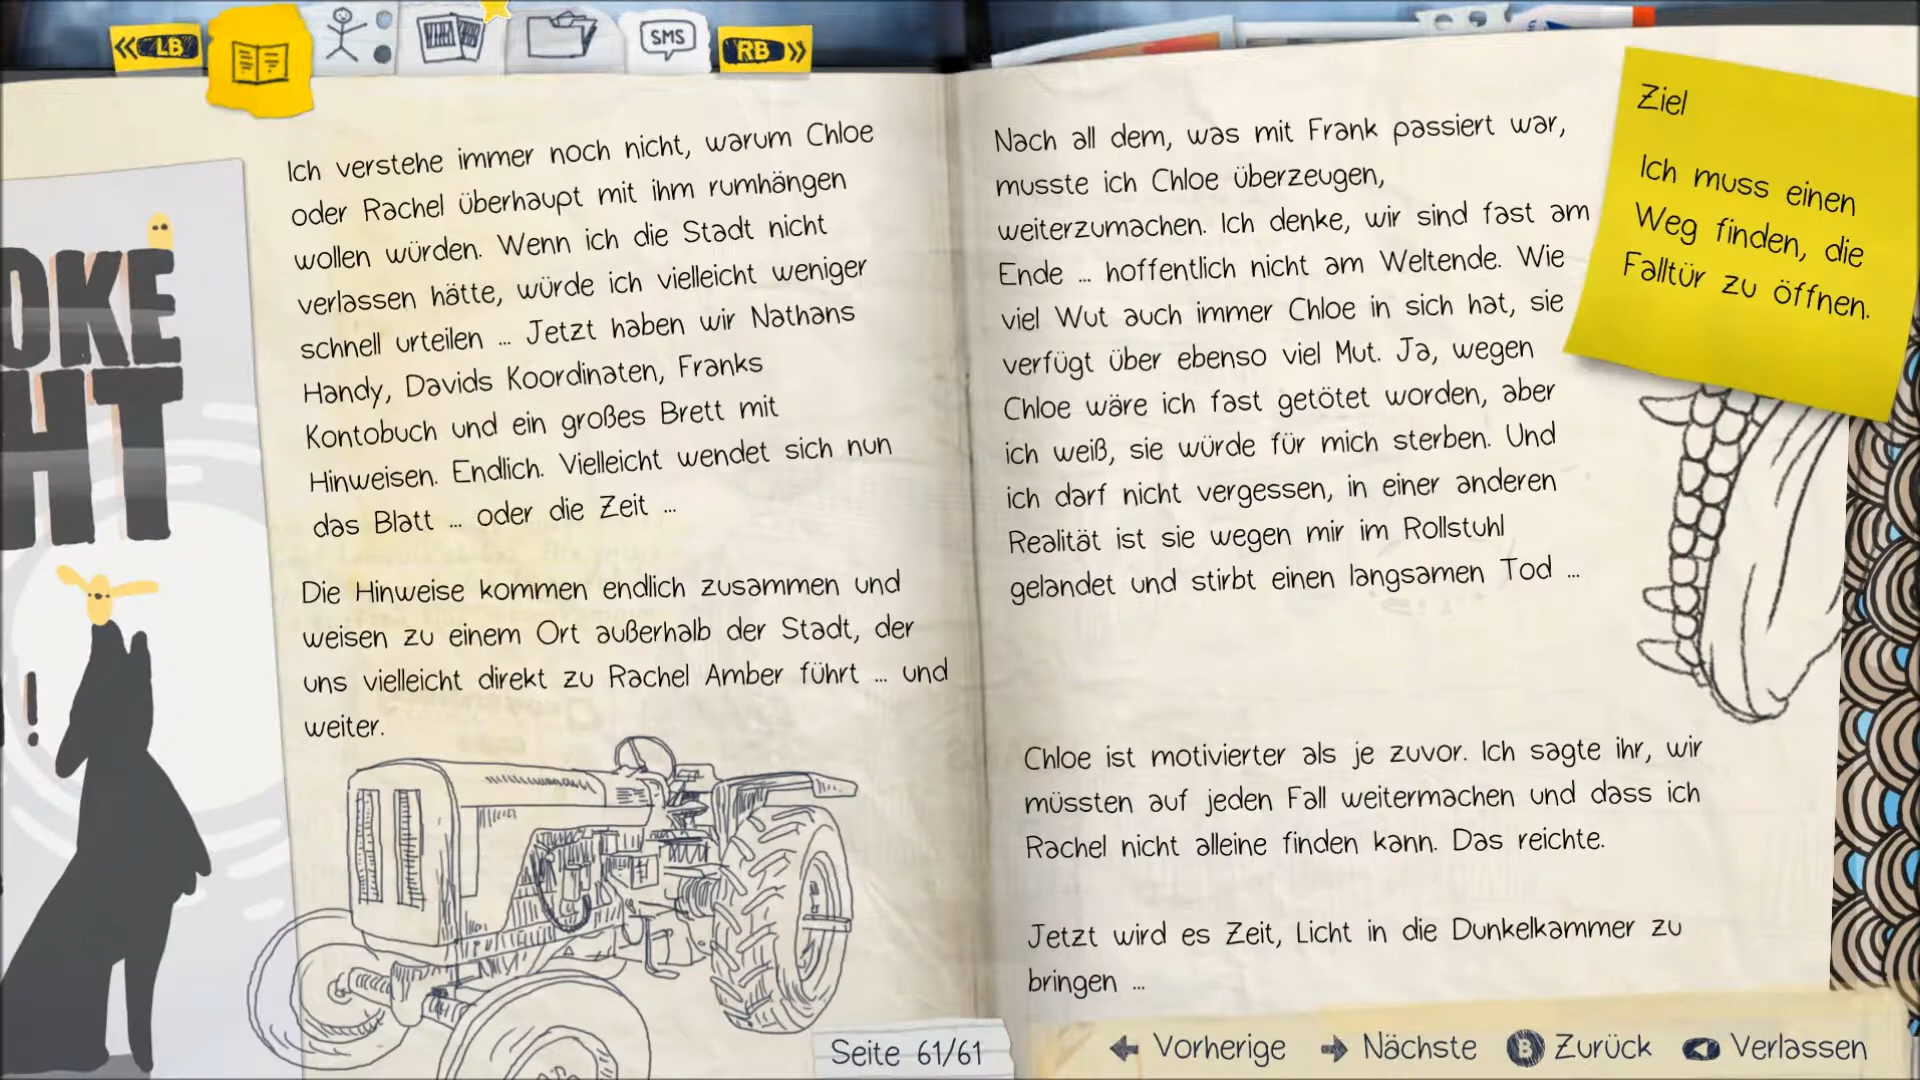 LB
SMS
RB
OKE
HT
!
Ich verstehe immer noch nicht, warum Chloe
oder Rachel überhaupt mit ihm rumhängen
wollen würden. Wenn ich die Stadt nicht
verlassen hätte, würde ich vielleicht weniger
schnell urteilen ... Jetzt haben wir Nathans
Handy, Davids Koordinaten, Franks
Kontobuch und ein großes Brett mit
Hinweisen. Endlich. Vielleicht wendet sich nun
das Blatt ... oder die Zeit ...
Die Hinweise kommen endlich zusammen und
weisen zu einem Ort außerhalb der Stadt, der
uns vielleicht direkt zu Rachel Amber führt ... und
weiter.
Seite 61/61
Nach all dem, was mit Frank passiert war,
musste ich Chloe überzeugen,
weiterzumachen. Ich denke, wir sind fast am
Ende ... hoffentlich nicht am Weltende. Wie
viel Wut auch immer Chloe in sich hat, sie
verfügt über ebenso viel Mut. Ja, wegen
Chloe wäre ich fast getötet worden, aber
ich weiß, sie würde für mich sterben. Und
ich darf nicht vergessen, in einer anderen
Realität ist sie wegen mir im Rollstuhl
gelandet und stirbt einen langsamen Tod ...
Chloe ist motivierter als je zuvor. Ich sagte ihr, wir
müssten auf jeden Fall weitermachen und dass ich
Rachel nicht alleine finden kann. Das reichte.
Jetzt wird es Zeit, Licht in die Dunkelkammer zu
bringen ...
Ziel
Ich muss einen
Weg finden, die
Falltür zu öffnen.
Vorherige Nächste B Zurück Verlassen